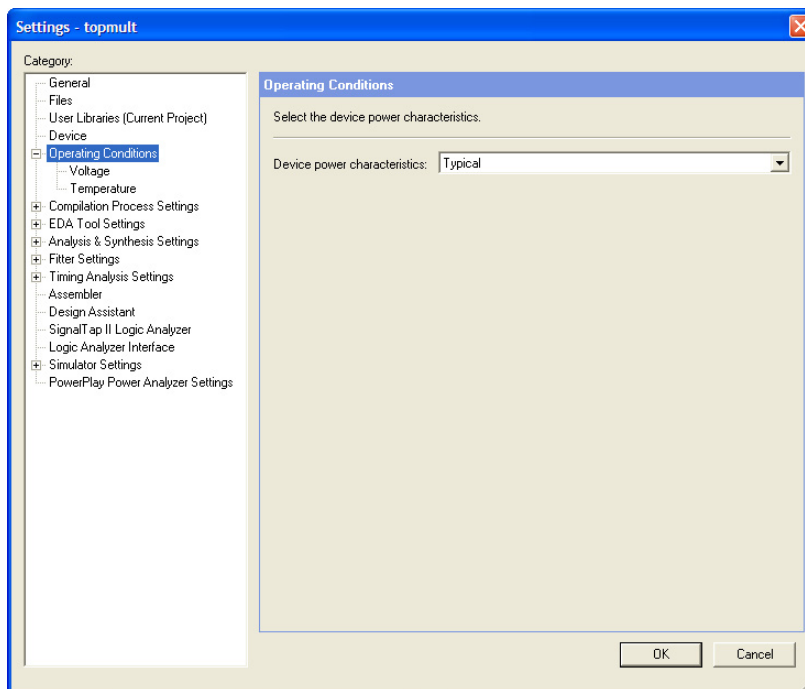 Settings - topmult
Category:
General
Files
User Libraries (Current Project)
Device
Operating Conditions
Voltage
Temperature
Compilation Process Settings
EDA Tool Settings
Analysis & Synthesis Settings
Fitter Settings
Timing Analysis Settings
Assembler
Design Assistant
SignalTap II Logic Analyzer
Logic Analyzer Interface
Simulator Settings
PowerPlay Power Analyzer Settings
Operating Conditions
Select the device power characteristics.
Device power characteristics: Typical
OK Cancel